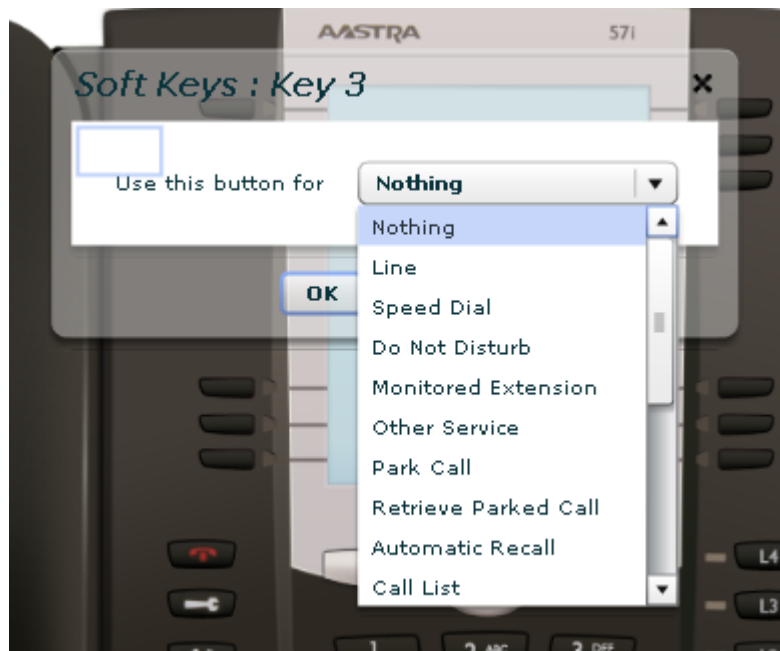 AASTRA 57i
Soft Keys : Key 3
Use this button for Nothing
Nothing
Line
OK
Speed Dial
Do Not Disturb
Monitored Extension
Other Service
Park Call
Retrieve Parked Call
Automatic Recall
L4
Call List
L3
1 2 ABC 3 DEF